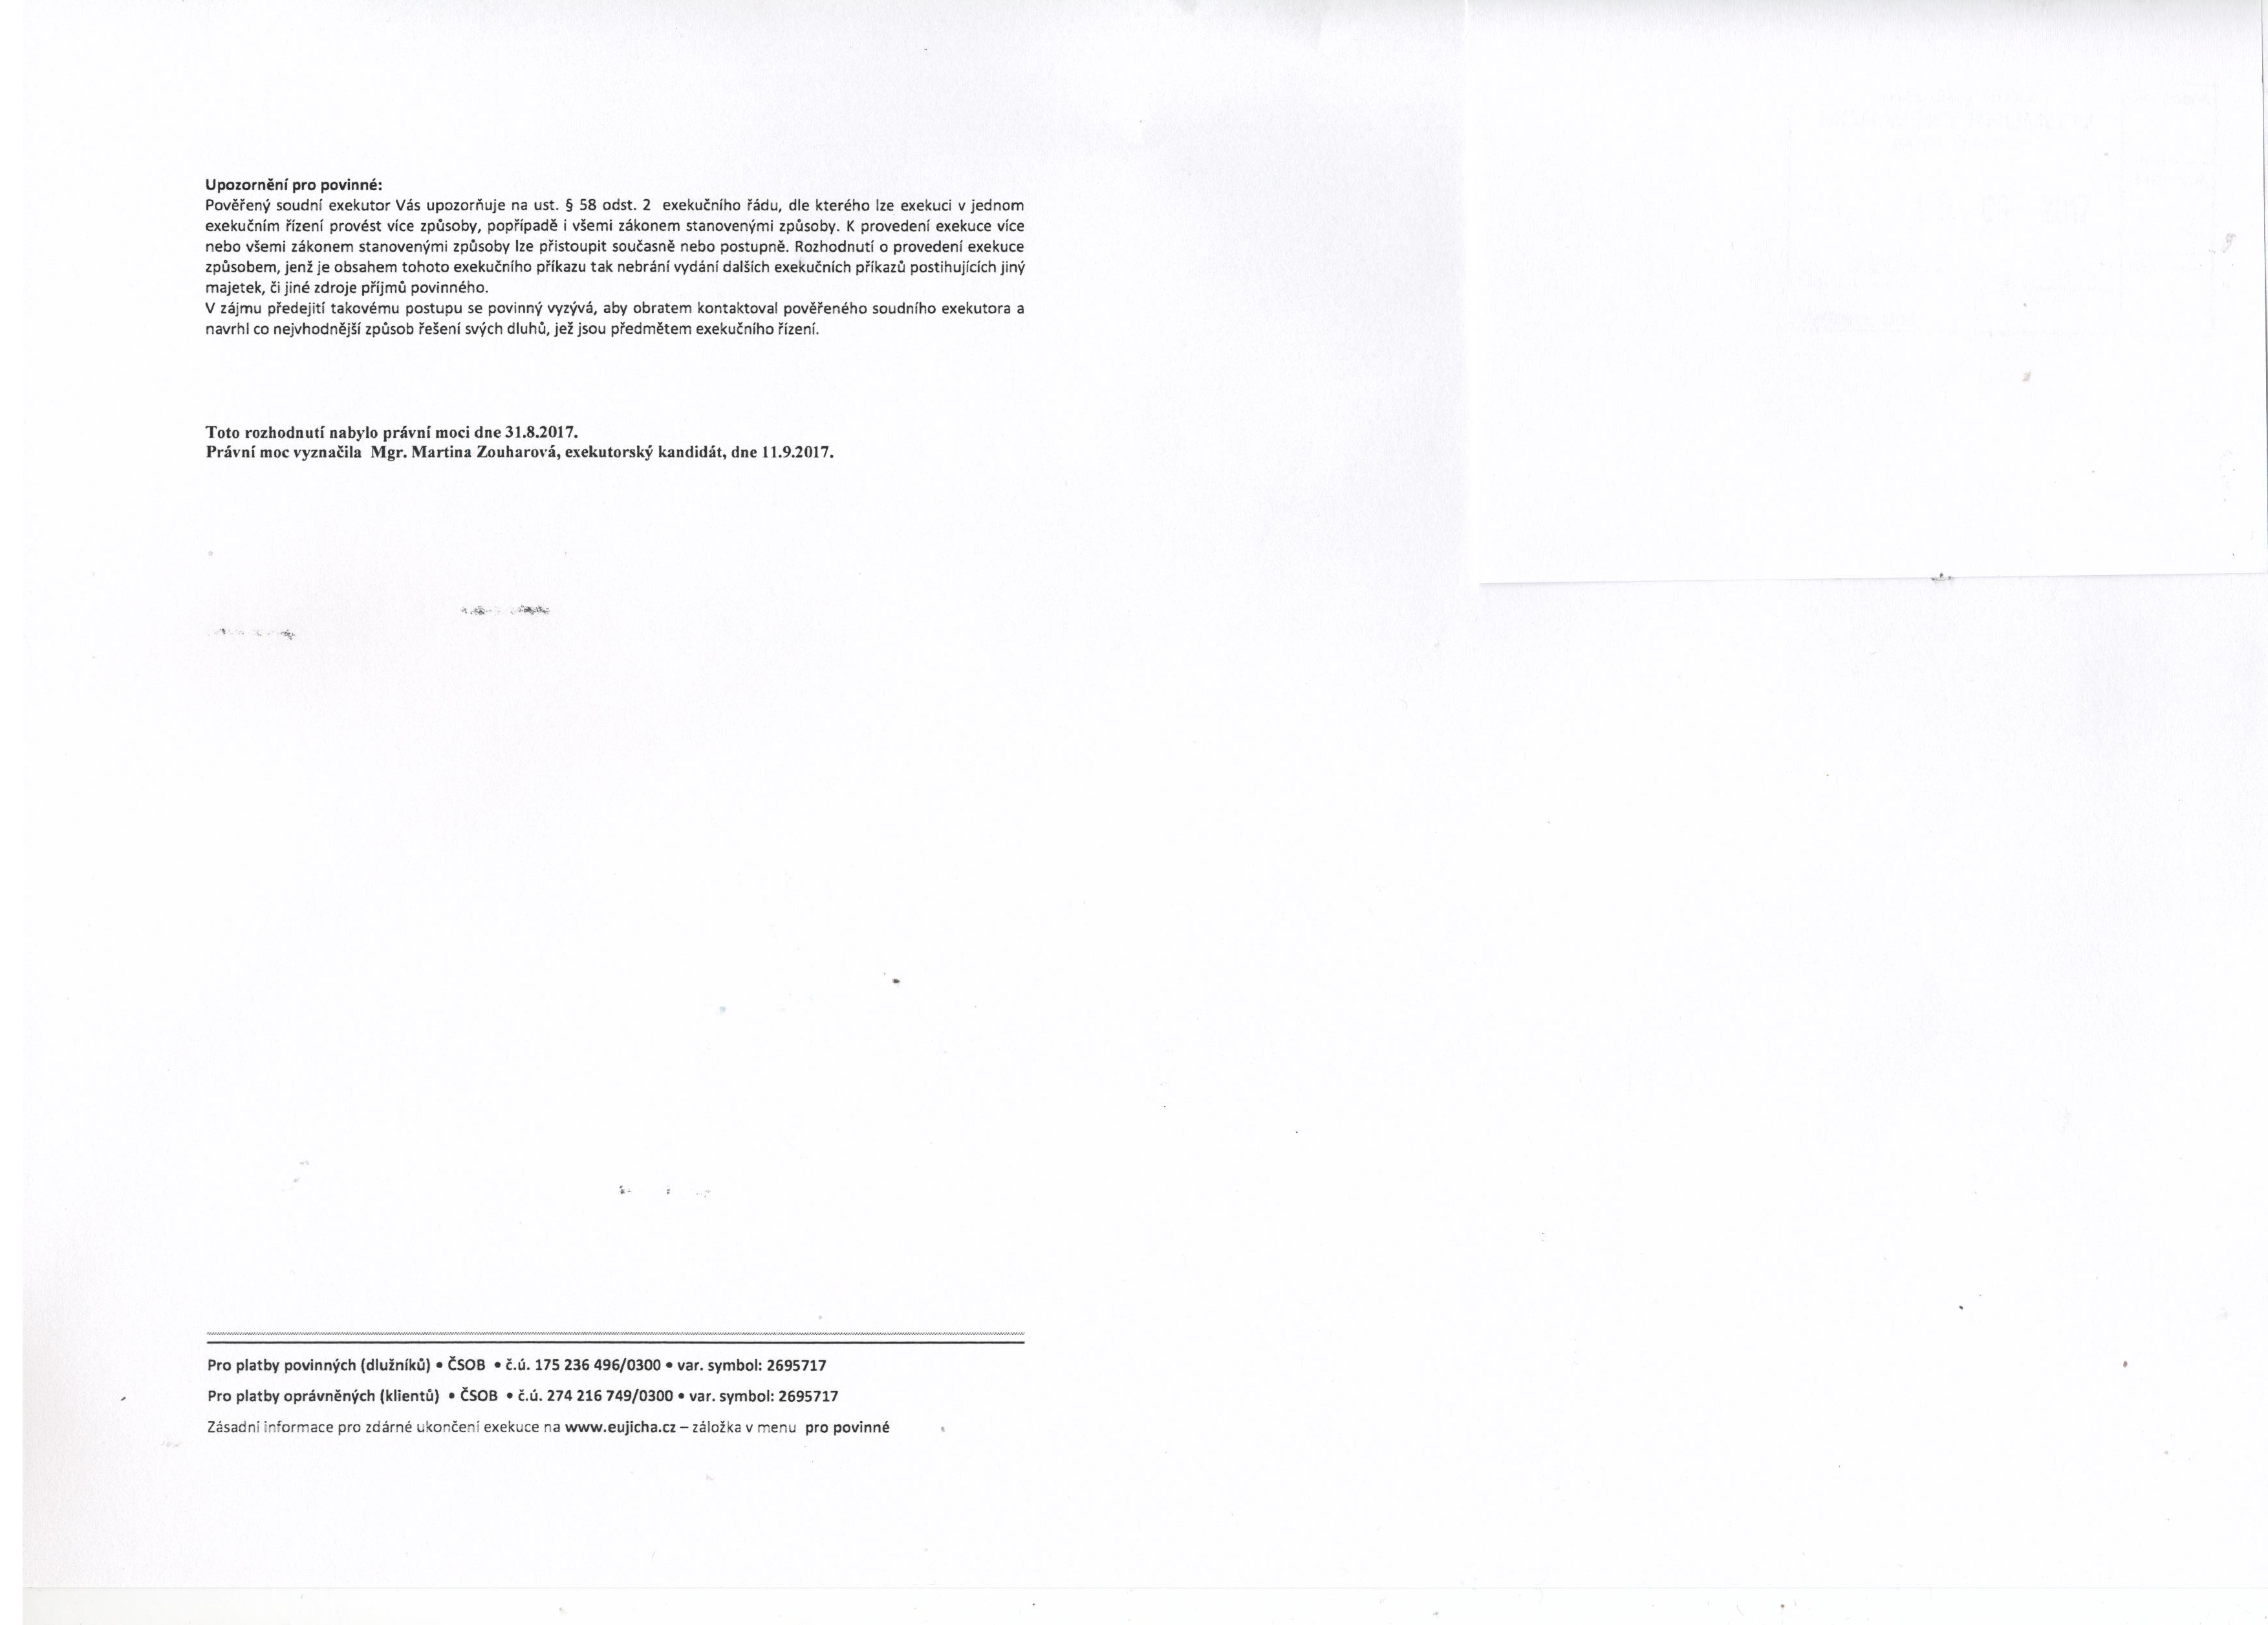 Upozornění pro povinné:
Pověřený soudní exekutor Vás upozorňuje na ust. § 58 odst. 2 exekučního řádu, dle kterého lze exekuci v jednom
exekučním řízení provést více způsoby, popřípadě i všemi zákonem stanovenými způsoby. K provedení exekuce více
nebo všemi zákonem stanovenými způsoby lze přistoupit současně nebo postupně. Rozhodnutí o provedení exekuce
způsobem, jenž je obsahem tohoto exekučního příkazu tak nebrání vydání dalších exekučních příkazů postihujících jiný
majetek, či jiné zdroje příjmů povinného.
V zájmu předejití takovému postupu se povinný vyzývá, aby obratem kontaktoval pověřeného soudního exekutora a
navrhl co nejvhodnější způsob řešení svých dluhů, jež jsou předmětem exekučního řízení.
Toto rozhodnutí nabylo právní moci dne 31.8.2017.
Právní moc vyznačila Mgr. Martina Zouharová, exekutorský kandidát, dne 11.9.2017.
Pro platby povinných (dlužníků) • ČSOB • č.ú. 175 236 496/0300 • var. symbol: 2695717
Pro platby oprávněných (klientů) • ČSOB • č.ú. 274 216 749/0300 • var. symbol: 2695717
Zásadní informace pro zdárné ukončení exekuce na www.eujicha.cz – záložka v menu pro povinné